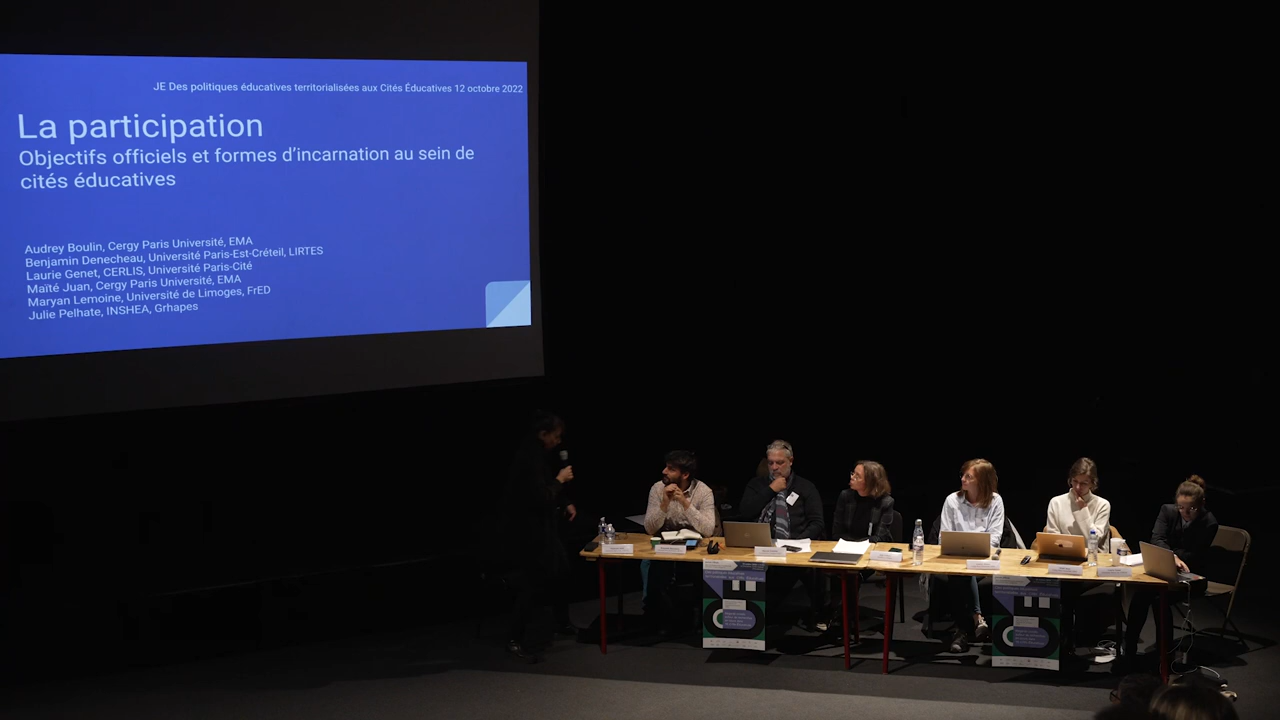 JE Des politiques éducatives territorialisées aux Cités Éducatives 12 octobre 2022
La participation
Objectifs officiels et formes d'incarnation au sein de
cités éducatives
Audrey Boulin, Cergy Paris Université, EMA
Benjamin Denecheau, Université Paris-Est-Créteil, LIRTES
Laurie Genet, CERLIS, Université Paris-Cité
Maïté Juan, Cergy Paris Université, EMA
Maryan Lemoine, Université de Limoges, FrED
Julie Pelhate, INSHEA, Grhapes